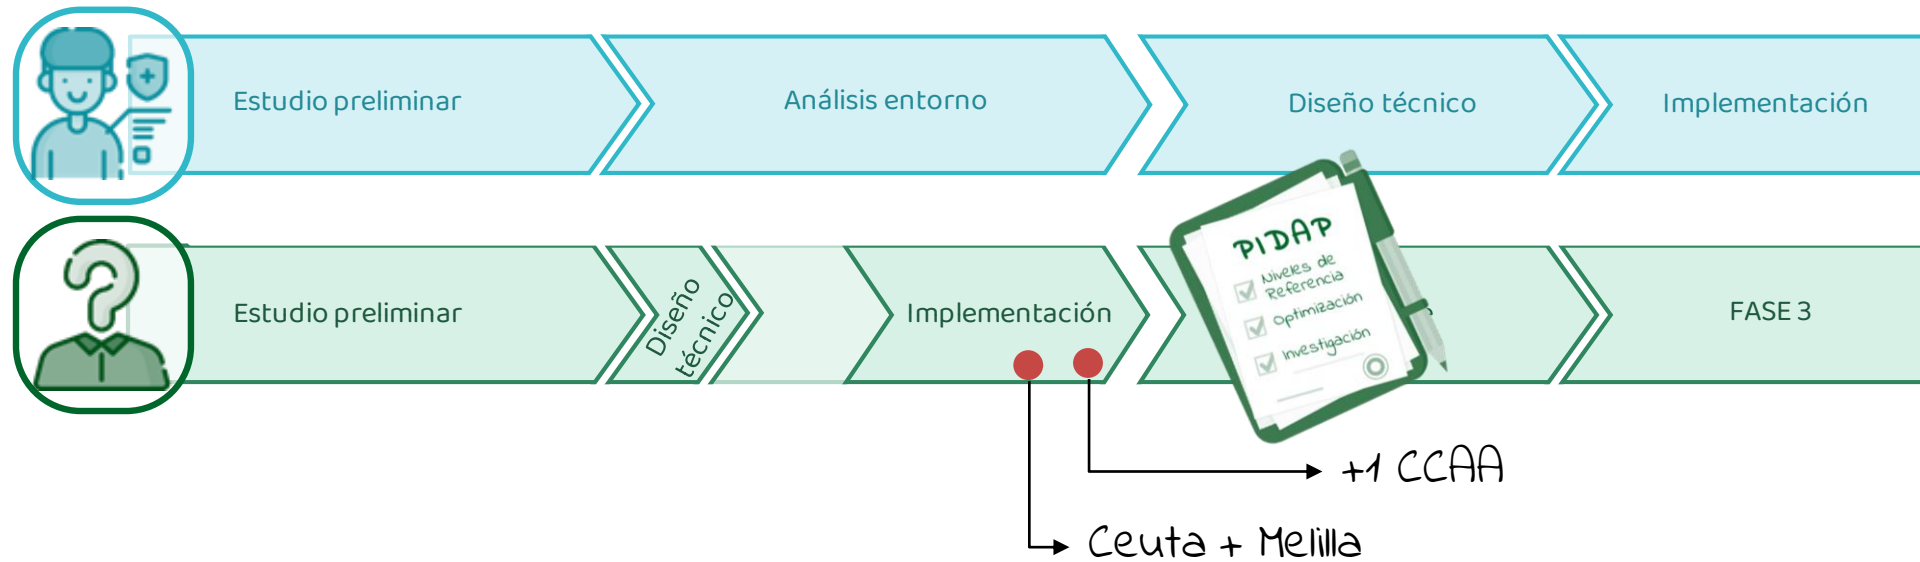 Estudio preliminar
Análisis entorno
Diseño técnico
Implementación
Estudio preliminar
Diseño
técnico
Implementación
FASE 3
PIDAP
Niveles de
Referencia
Optimización
Investigación
+1 CCAA
Ceuta + Melilla